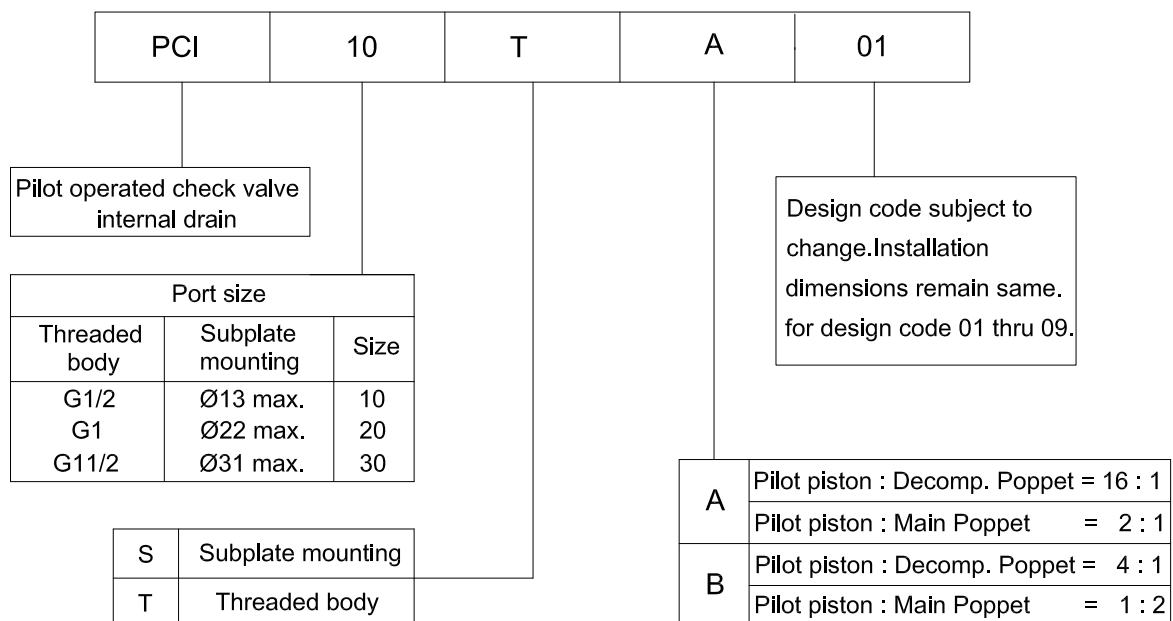 PCI 10 T A 01
Pilot operated check valve
internal drain
Design code subject to
change.Installation
dimensions remain same.
for design code 01 thru 09.
Port size
Threaded body Subplate mounting Size
G1/2 Ø13 max. 10
G1 Ø22 max. 20
G11/2 Ø31 max. 30
S Subplate mounting
T Threaded body
A Pilot piston : Decomp. Poppet = 16 : 1
Pilot piston : Main Poppet = 2 : 1
B Pilot piston : Decomp. Poppet = 4 : 1
Pilot piston : Main Poppet = 1 : 2